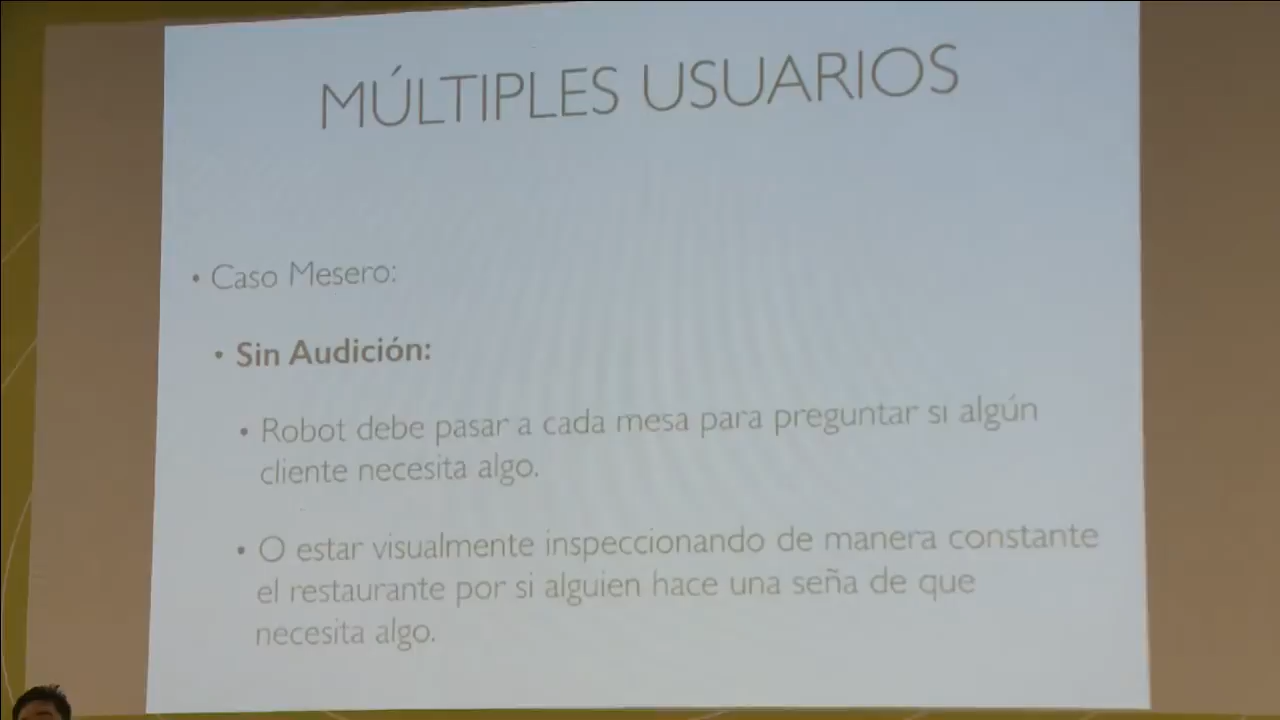 MÚLTIPLES USUARIOS
• Caso Mesero:
• Sin Audición:
• Robot debe pasar a cada mesa para preguntar si algún
cliente necesita algo.
• O estar visualmente inspeccionando de manera constante
el restaurante por si alguien hace una seña de que
necesita algo.